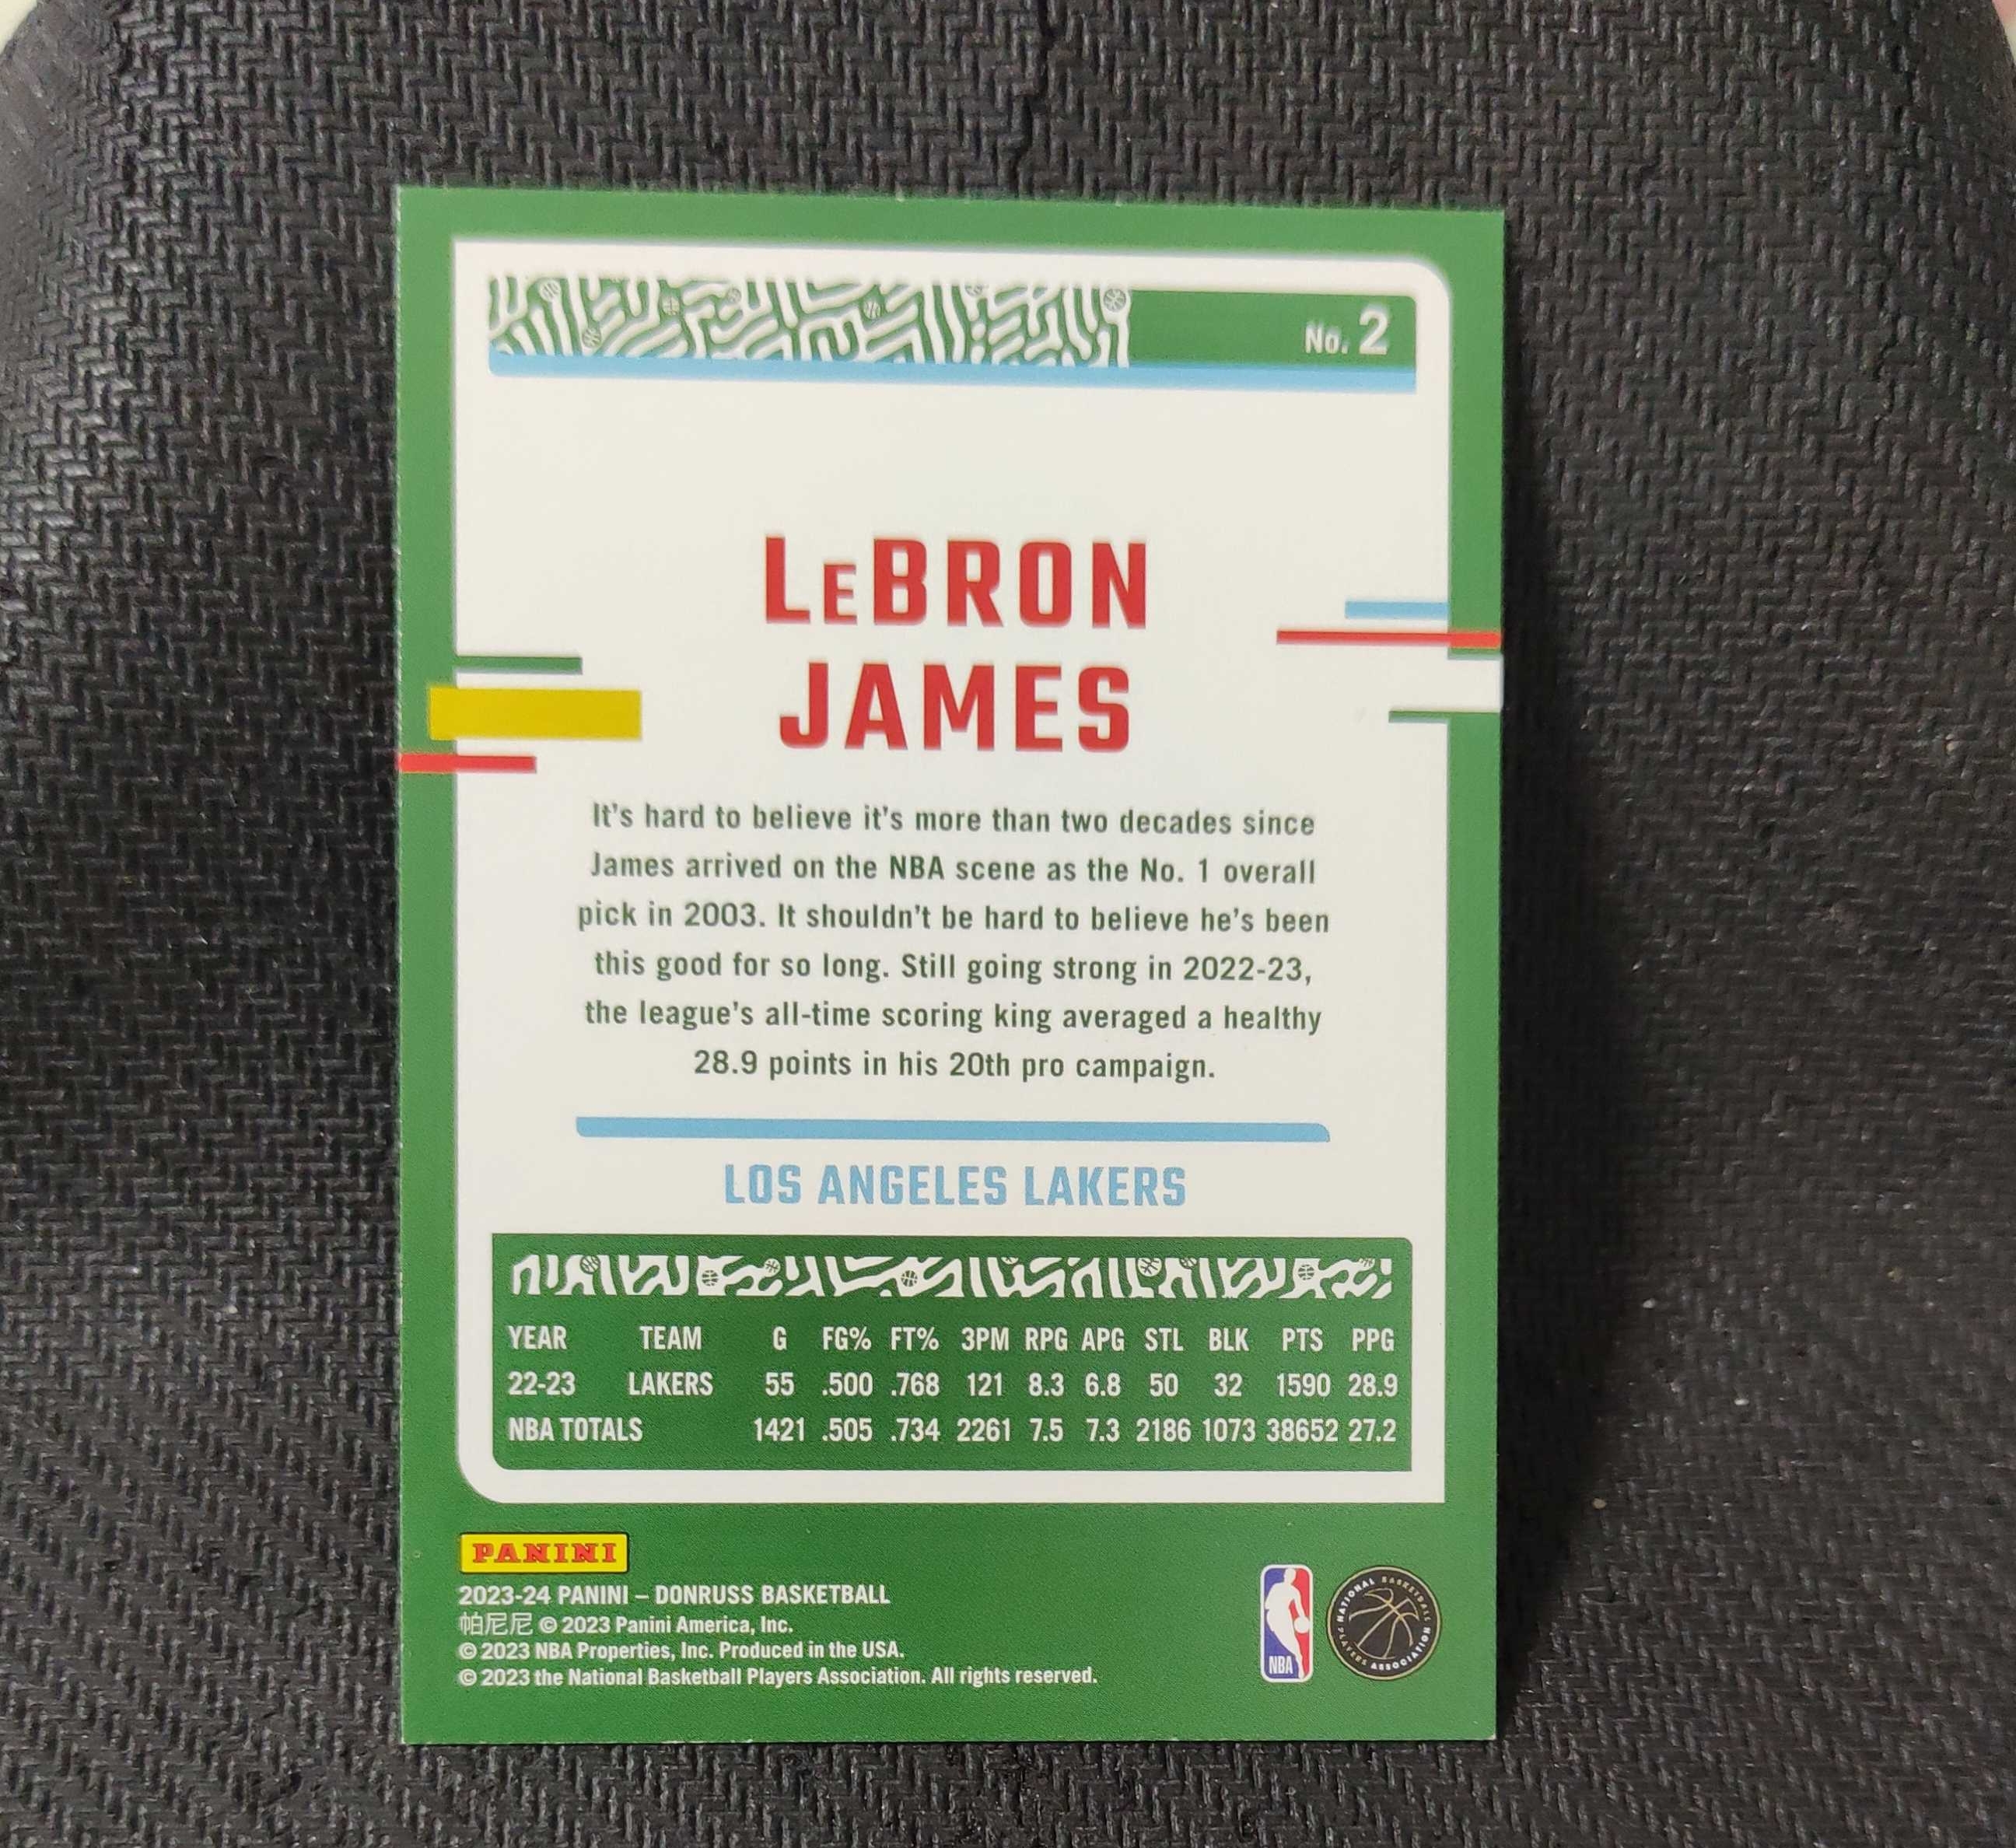 No. 2
LeBRON
JAMES
It's hard to believe it's more than two decades since
James arrived on the NBA scene as the No. 1 overall
pick in 2003. It shouldn't be hard to believe he's been
this good for so long. Still going strong in 2022-23,
the league's all-time scoring king averaged a healthy
28.9 points in his 20th pro campaign.
LOS ANGELES LAKERS
YEAR TEAM G FG% FT% 3PM RPG APG STL BLK PTS PPG
22-23 LAKERS 55 .500 .768 121 8.3 6.8 50 32 1590 28.9
NBA TOTALS 1421 .505 .734 2261 7.5 7.3 2186 1073 38652 27.2
PANINI
2023-24 PANINI – DONRUSS BASKETBALL
帕尼尼 © 2023 Panini America, Inc.
© 2023 NBA Properties, Inc. Produced in the USA.
© 2023 the National Basketball Players Association. All rights reserved.
NBA
NATIONAL BASKETBALL
PLAYERS ASSOCIATION